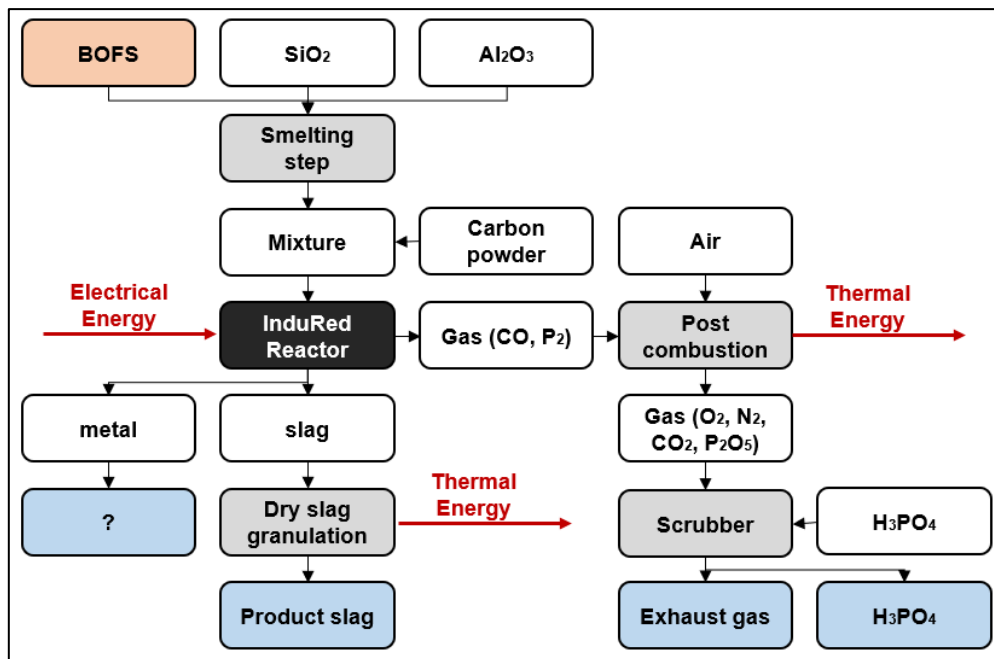 BOFS
SiO₂
Al₂O₃
Smelting
step
Mixture
Carbon
powder
Air
Electrical
Energy
InduRed
Reactor
Gas (CO, P₂)
Post
combustion
Thermal
Energy
metal
slag
Gas (O₂, N₂,
CO₂, P₂O₅)
?
Dry slag
granulation
Thermal
Energy
Scrubber
H₃PO₄
Product slag
Exhaust gas
H₃PO₄